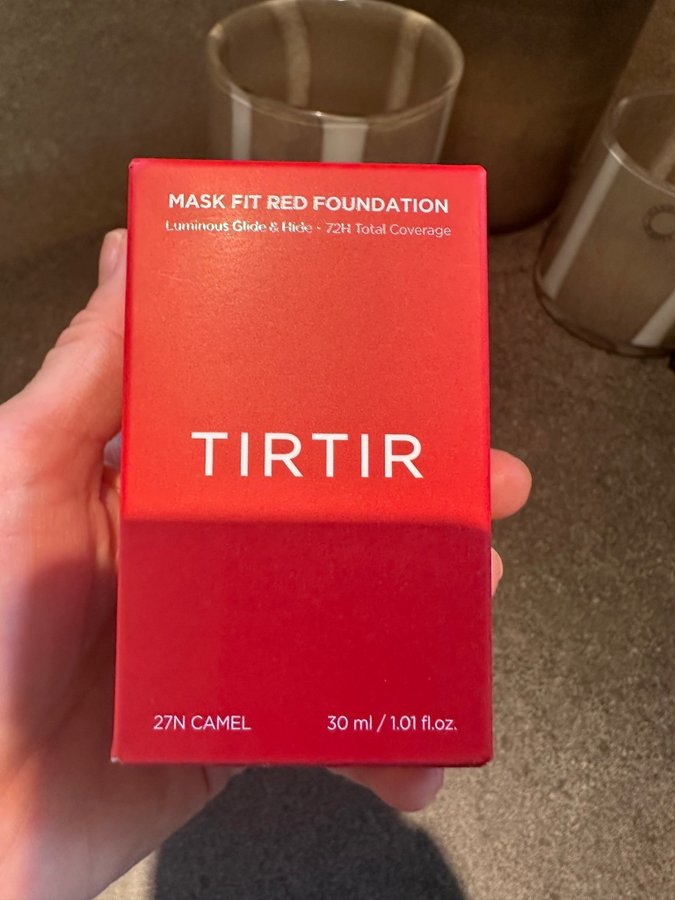 MASK FIT RED FOUNDATION
Luminous Glide & Hide - 72H Total Coverage
TIRTIR
27N CAMEL
30 ml / 1.01 fl.oz.